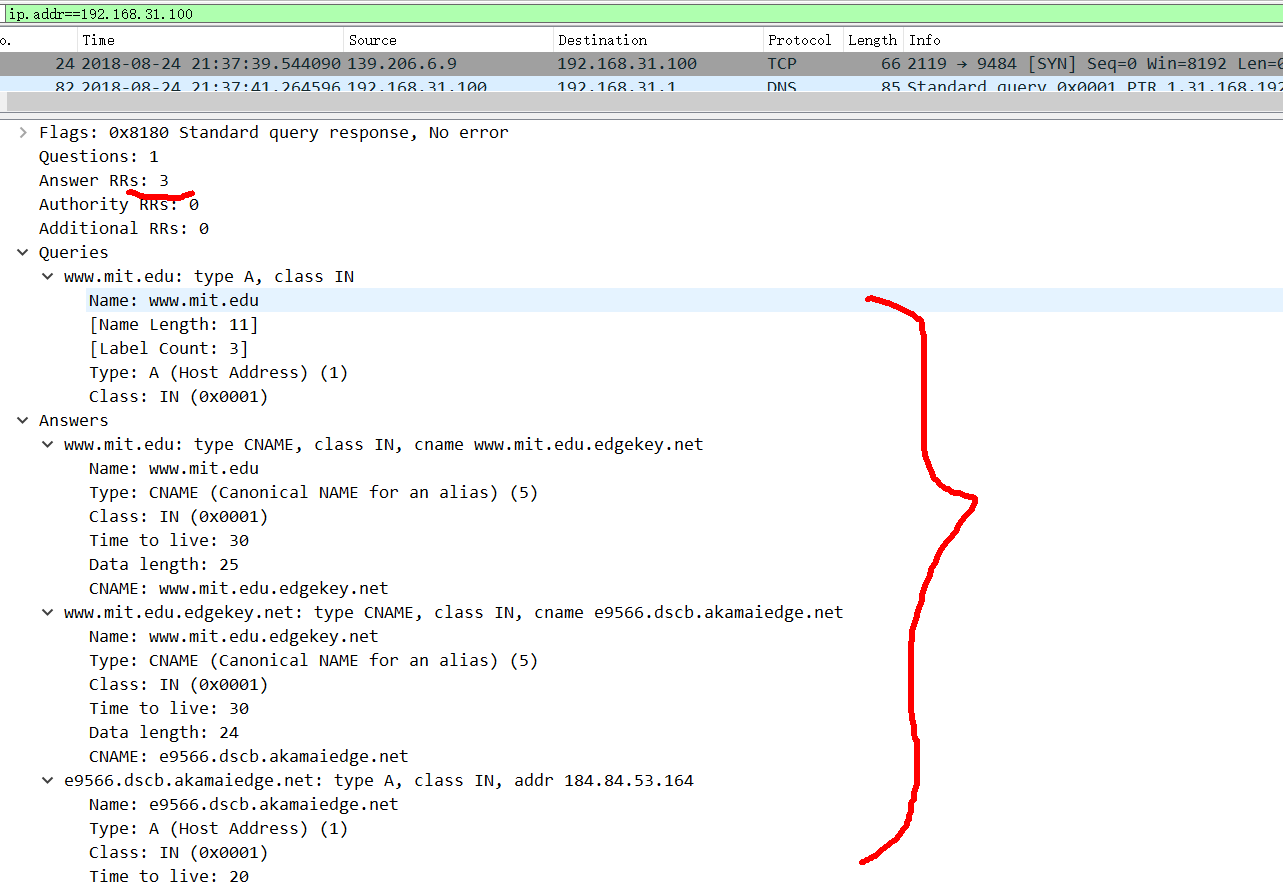 ip.addr==192.168.31.100
o. Time Source Destination Protocol Length Info
24 2018-08-24 21:37:39.544090 139.206.6.9 192.168.31.100 TCP 66 2119 → 9484 [SYN] Seq=0 Win=8192 Len=0
82 2018-08-24 21:37:41.264596 192.168.31.100 192.168.31.1 DNS 85 Standard query 0x0001 PTR 1.31.168.192
Flags: 0x8180 Standard query response, No error
Questions: 1
Answer RRs: 3
Authority RRs: 0
Additional RRs: 0
Queries
www.mit.edu: type A, class IN
Name: www.mit.edu
[Name Length: 11]
[Label Count: 3]
Type: A (Host Address) (1)
Class: IN (0x0001)
Answers
www.mit.edu: type CNAME, class IN, cname www.mit.edu.edgekey.net
Name: www.mit.edu
Type: CNAME (Canonical NAME for an alias) (5)
Class: IN (0x0001)
Time to live: 30
Data length: 25
CNAME: www.mit.edu.edgekey.net
www.mit.edu.edgekey.net: type CNAME, class IN, cname e9566.dscb.akamaiedge.net
Name: www.mit.edu.edgekey.net
Type: CNAME (Canonical NAME for an alias) (5)
Class: IN (0x0001)
Time to live: 30
Data length: 24
CNAME: e9566.dscb.akamaiedge.net
e9566.dscb.akamaiedge.net: type A, class IN, addr 184.84.53.164
Name: e9566.dscb.akamaiedge.net
Type: A (Host Address) (1)
Class: IN (0x0001)
Time to live: 20